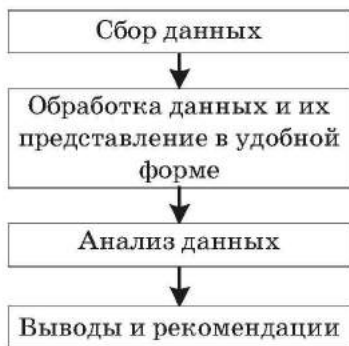 Сбор данных
Обработка данных и их
представление в удобной
форме
Анализ данных
Выводы и рекомендации